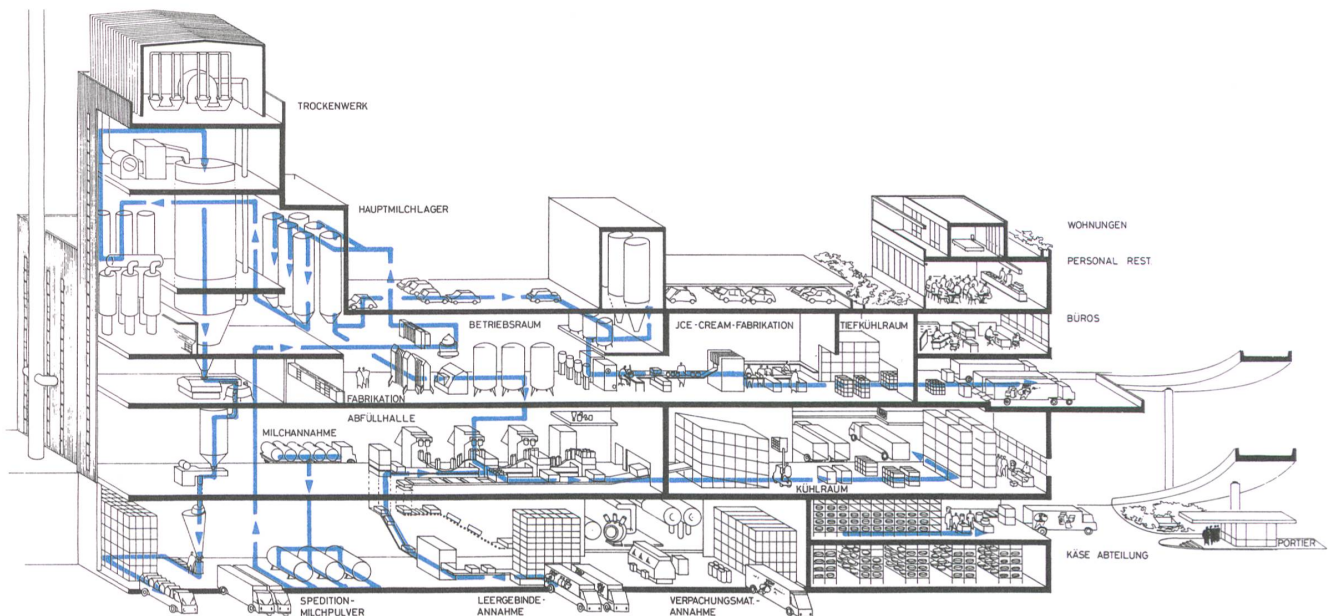 TROCKENWERK
HAUPTMILCHLAGER
WOHNUNGEN
PERSONAL REST.
BETRIEBSRAUM
JCE-CREAM-FABRIKATION
TIEFKÜHLRAUM
BÜROS
FABRIKATION
ABFÜLLHALLE
MILCHANNAHME
KÜHLRAUM
PORTIER
KÄSE ABTEILUNG
SPEDITION-
MILCHPULVER
LEERGEBINDE-
ANNAHME
VERPACHUNGSMAT.-
ANNAHME